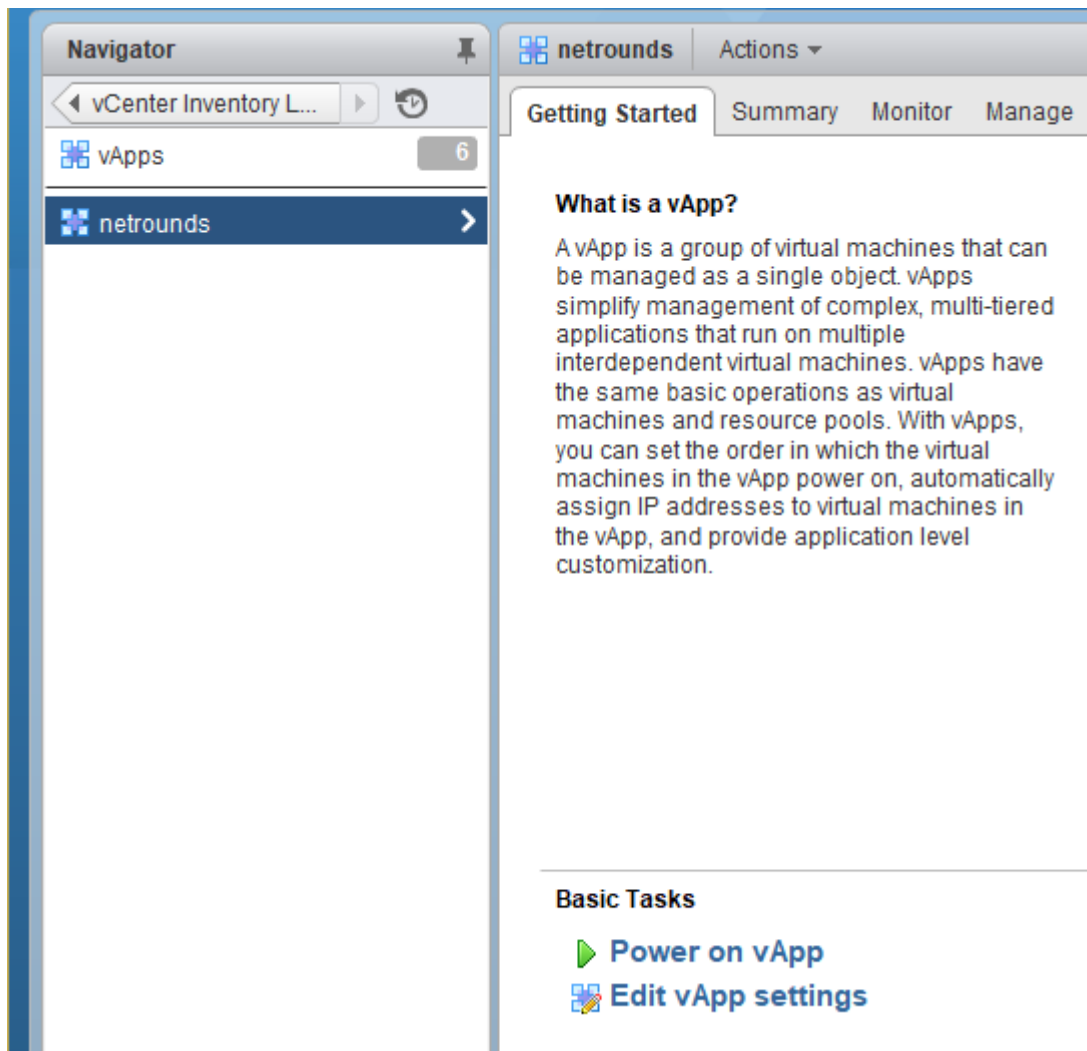 Navigator
vCenter Inventory L...
vApps 6
netrounds
netrounds Actions
Getting Started Summary Monitor Manage
What is a vApp?
A vApp is a group of virtual machines that can
be managed as a single object. vApps
simplify management of complex, multi-tiered
applications that run on multiple
interdependent virtual machines. vApps have
the same basic operations as virtual
machines and resource pools. With vApps,
you can set the order in which the virtual
machines in the vApp power on, automatically
assign IP addresses to virtual machines in
the vApp, and provide application level
customization.
Basic Tasks
Power on vApp
Edit vApp settings